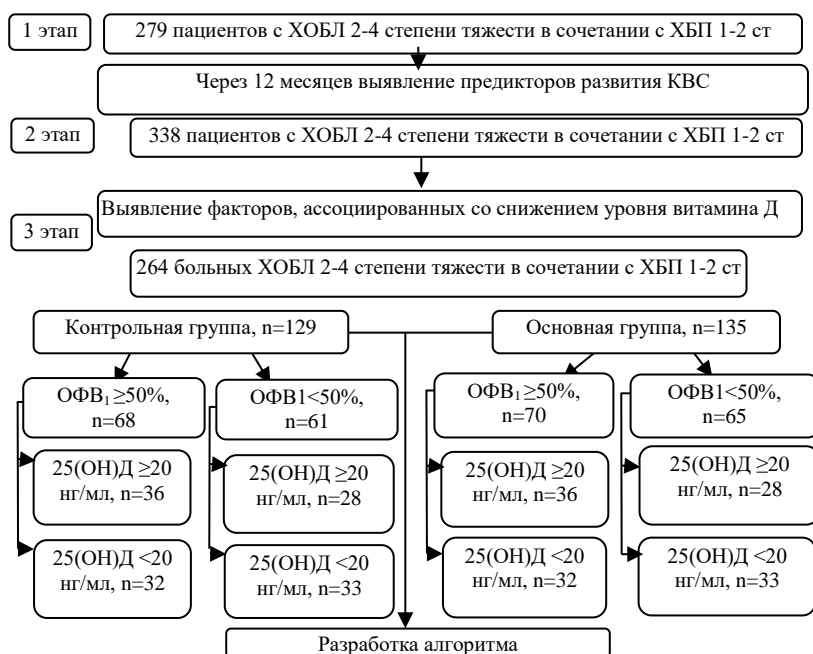 1 этап
279 пациентов с ХОБЛ 2-4 степени тяжести в сочетании с ХБП 1-2 ст
Через 12 месяцев выявление предикторов развития КВС
2 этап
338 пациентов с ХОБЛ 2-4 степени тяжести в сочетании с ХБП 1-2 ст
Выявление факторов, ассоциированных со снижением уровня витамина Д
3 этап
264 больных ХОБЛ 2-4 степени тяжести в сочетании с ХБП 1-2 ст
Контрольная группа, n=129
Основная группа, n=135
ОФВ₁ ≥50%,
n=68
ОФВ1<50%,
n=61
ОФВ₁ ≥50%,
n=70
ОФВ1<50%,
n=65
25(ОН)Д ≥20
нг/мл, n=36
25(ОН)Д ≥20
нг/мл, n=28
25(ОН)Д ≥20
нг/мл, n=36
25(ОН)Д ≥20
нг/мл, n=28
25(ОН)Д <20
нг/мл, n=32
25(ОН)Д <20
нг/мл, n=33
25(ОН)Д <20
нг/мл, n=32
25(ОН)Д <20
нг/мл, n=33
Разработка алгоритма